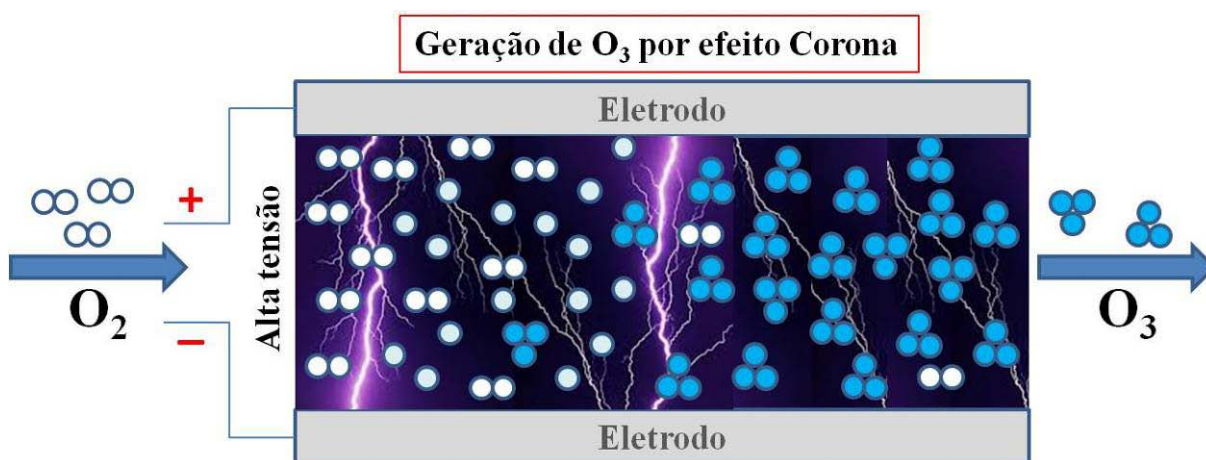 Geração de O₃ por efeito Corona
Eletrodo
+
Alta tensão
O₂
O₃
−
Eletrodo